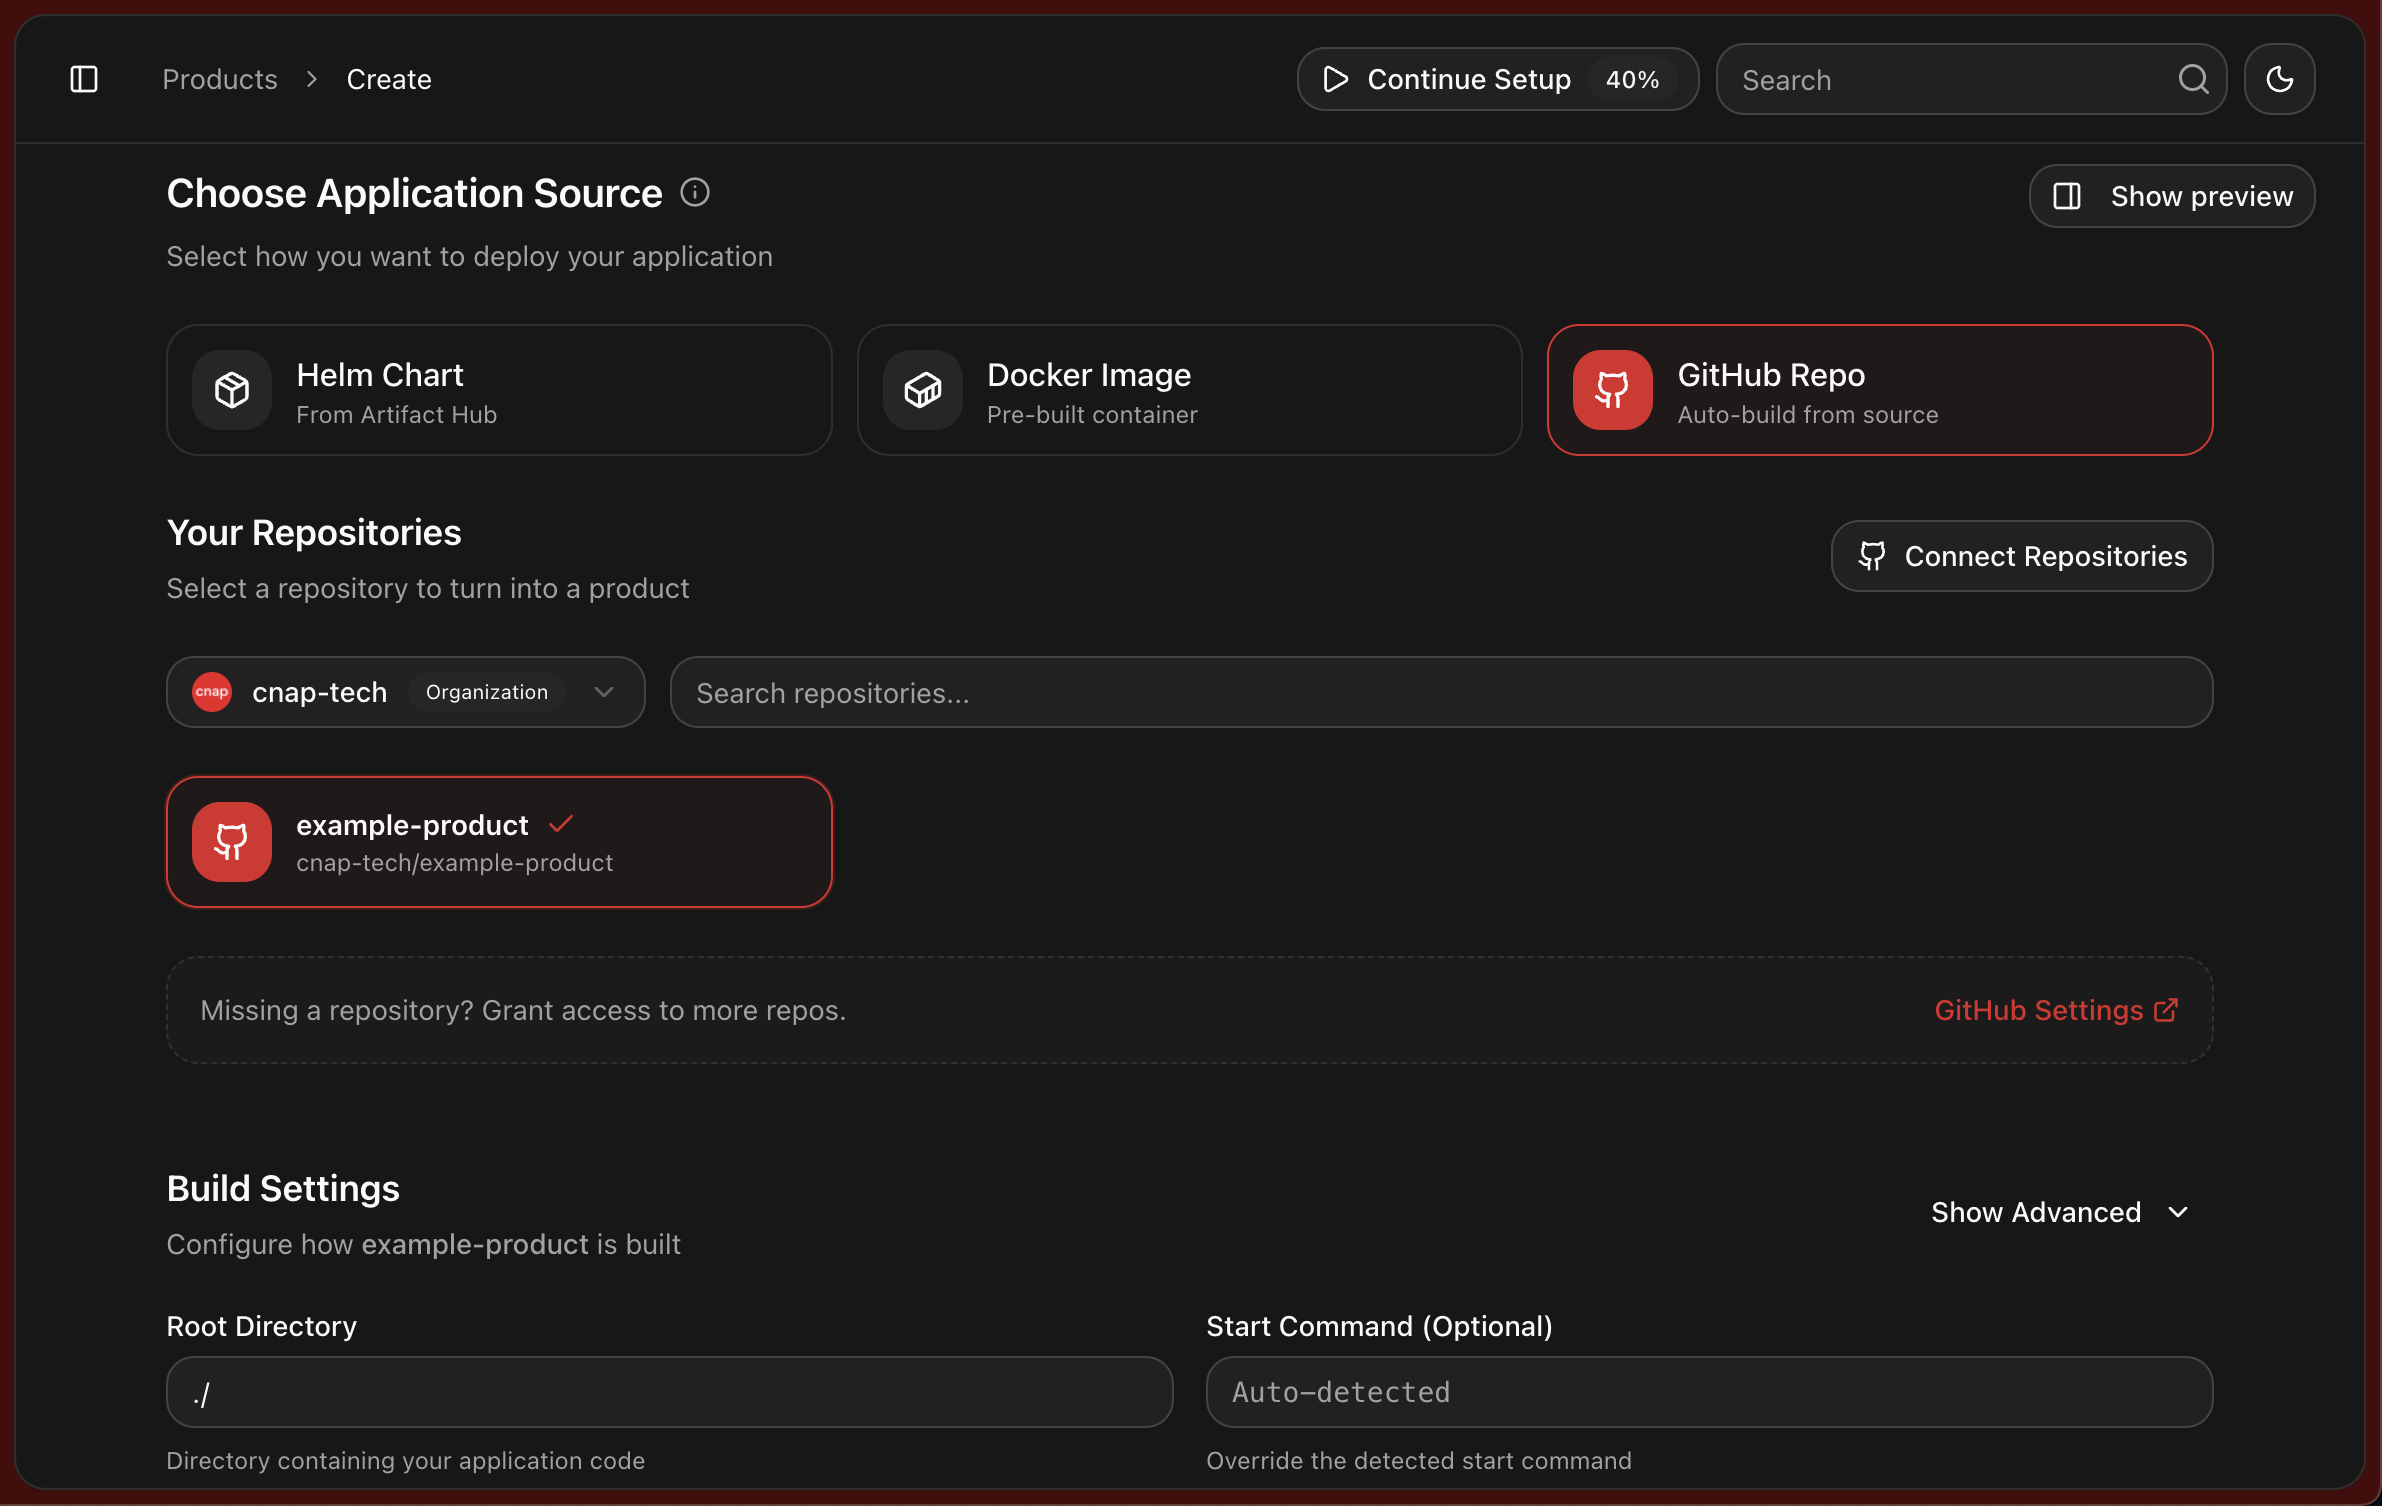 Products > Create
Continue Setup 40%
Search
Choose Application Source
Show preview
Select how you want to deploy your application
Helm Chart
From Artifact Hub
Docker Image
Pre-built container
GitHub Repo
Auto-build from source
Your Repositories
Select a repository to turn into a product
Connect Repositories
cnap cnap-tech Organization
Search repositories...
example-product
cnap-tech/example-product
Missing a repository? Grant access to more repos.
GitHub Settings
Build Settings
Configure how example-product is built
Show Advanced
Root Directory
./
Directory containing your application code
Start Command (Optional)
Auto-detected
Override the detected start command